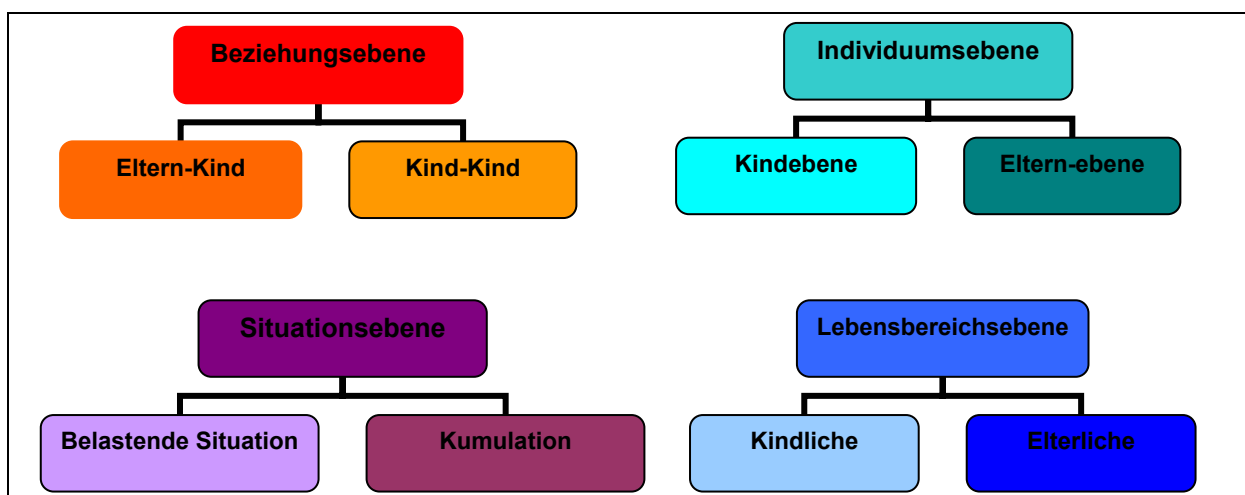 Beziehungsebene
Individuumsebene
Eltern-Kind
Kind-Kind
Kindebene
Eltern-ebene
Situationsebene
Lebensbereichsebene
Belastende Situation
Kumulation
Kindliche
Elterliche